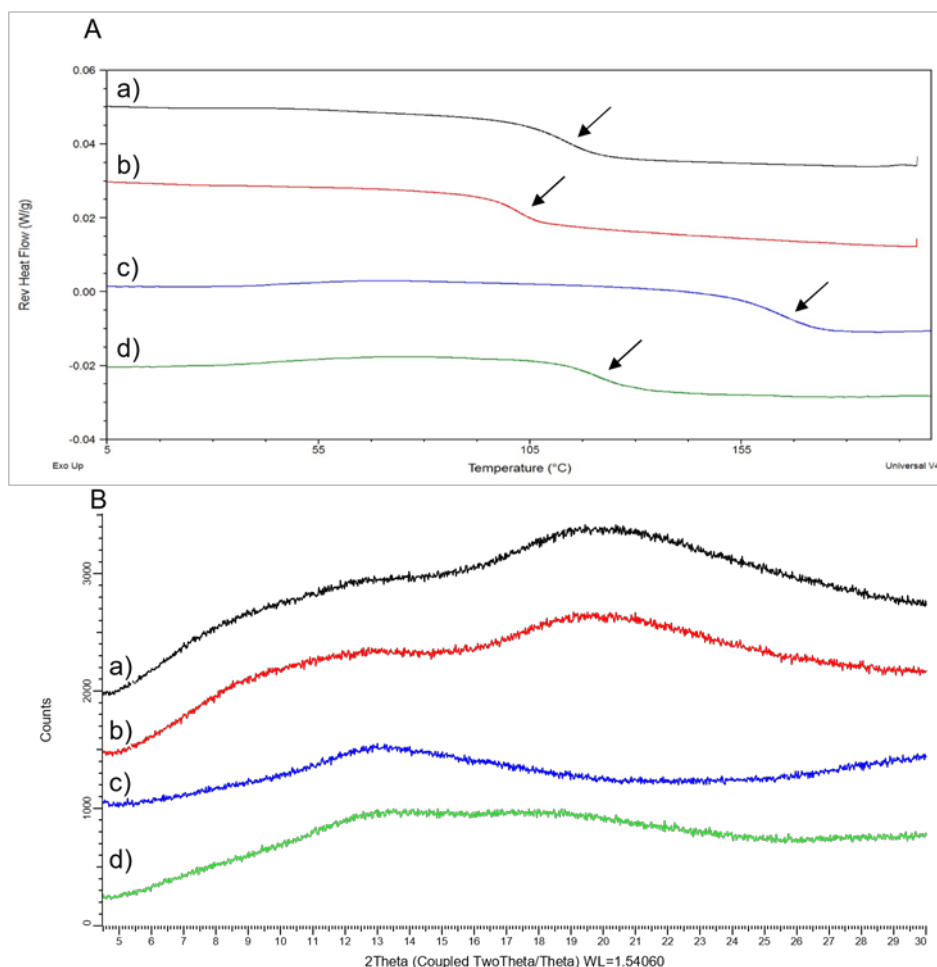 A
0.06
0.04
0.02
0.00
-0.02
-0.04
Rev Heat Flow (W/g)
a)
b)
c)
d)
5 55 105 155
Exo Up Temperature (°C) Universal V4
B
3000
2000
1000
0
Counts
a)
b)
c)
d)
5 6 7 8 9 10 11 12 13 14 15 16 17 18 19 20 21 22 23 24 25 26 27 28 29 30
2Theta (Coupled TwoTheta/Theta) WL=1.54060